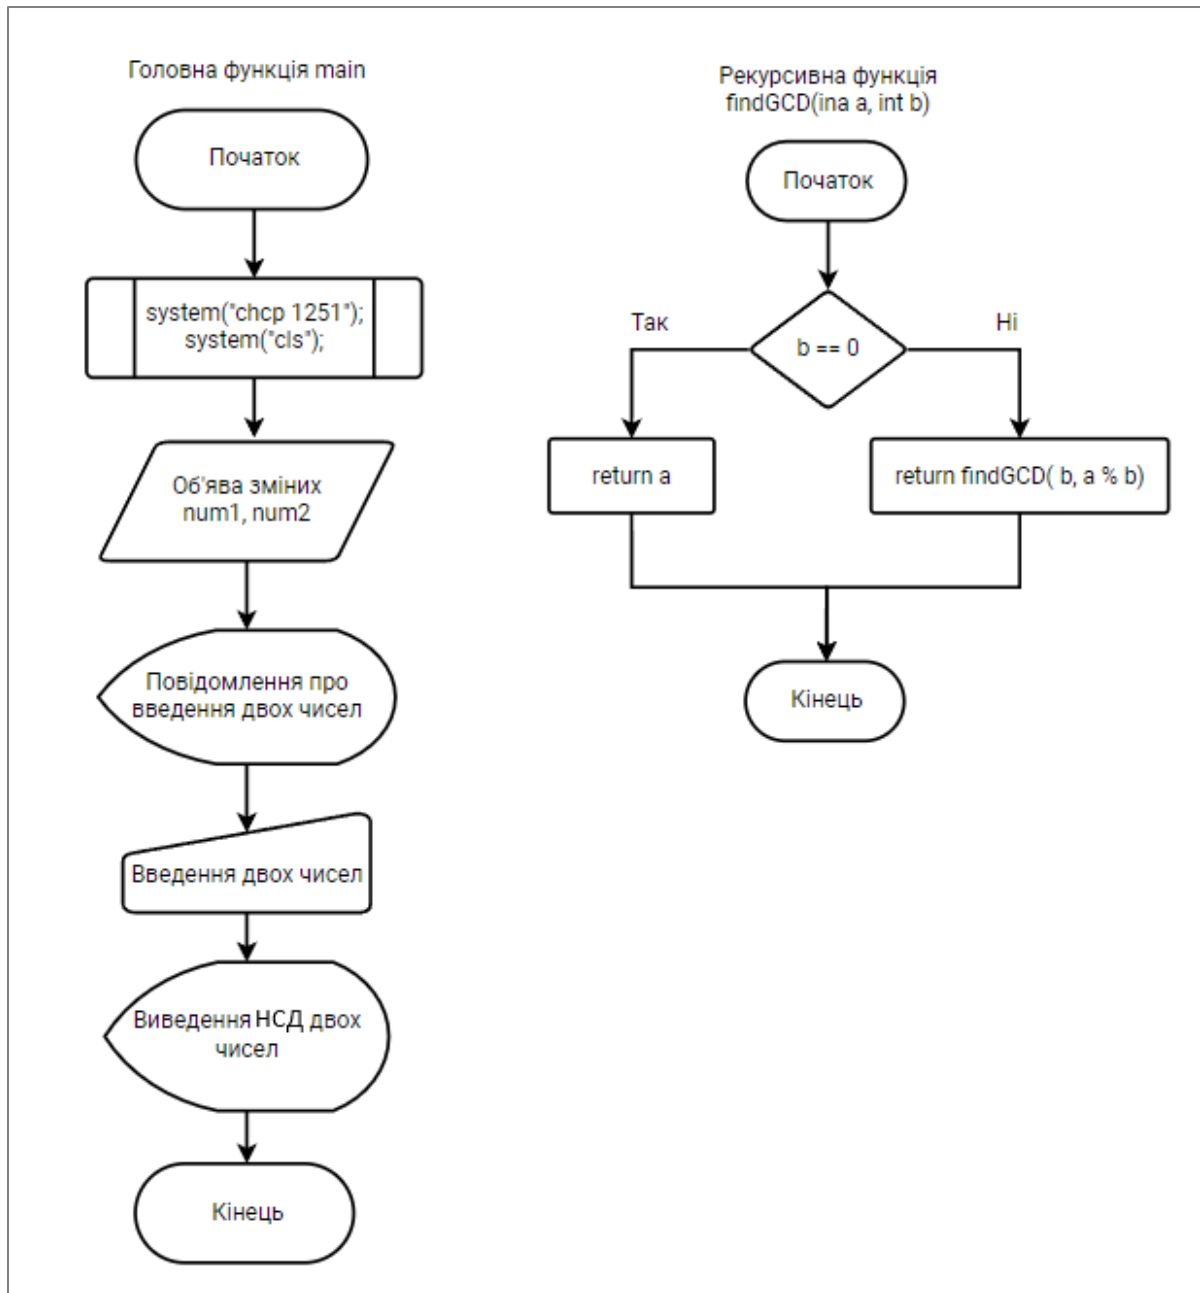 Головна функція main
Початок
system("chcp 1251");
system("cls");
Об'ява зміних
num1, num2
Повідомлення про
введення двох чисел
Введення двох чисел
Виведення НСД двох
чисел
Кінець
Рекурсивна функція
findGCD(ina a, int b)
Початок
b == 0
Так
Ні
return a
return findGCD( b, a % b)
Кінець